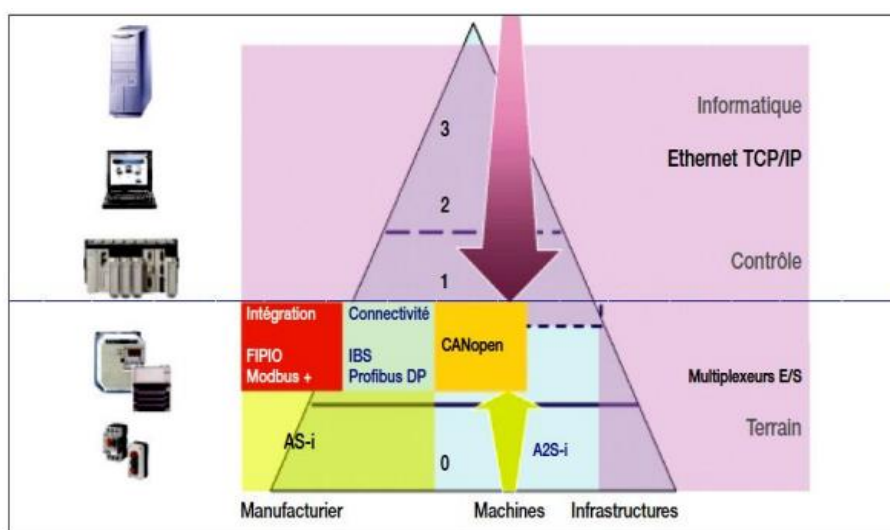 Informatique
3
Ethernet TCP/IP
2
Contrôle
1
Intégration
Connectivité
CANopen
FIPIO
IBS
Modbus +
Profibus DP
Multiplexeurs E/S
Terrain
AS-i
0
A2S-i
Manufacturier
Machines
Infrastructures